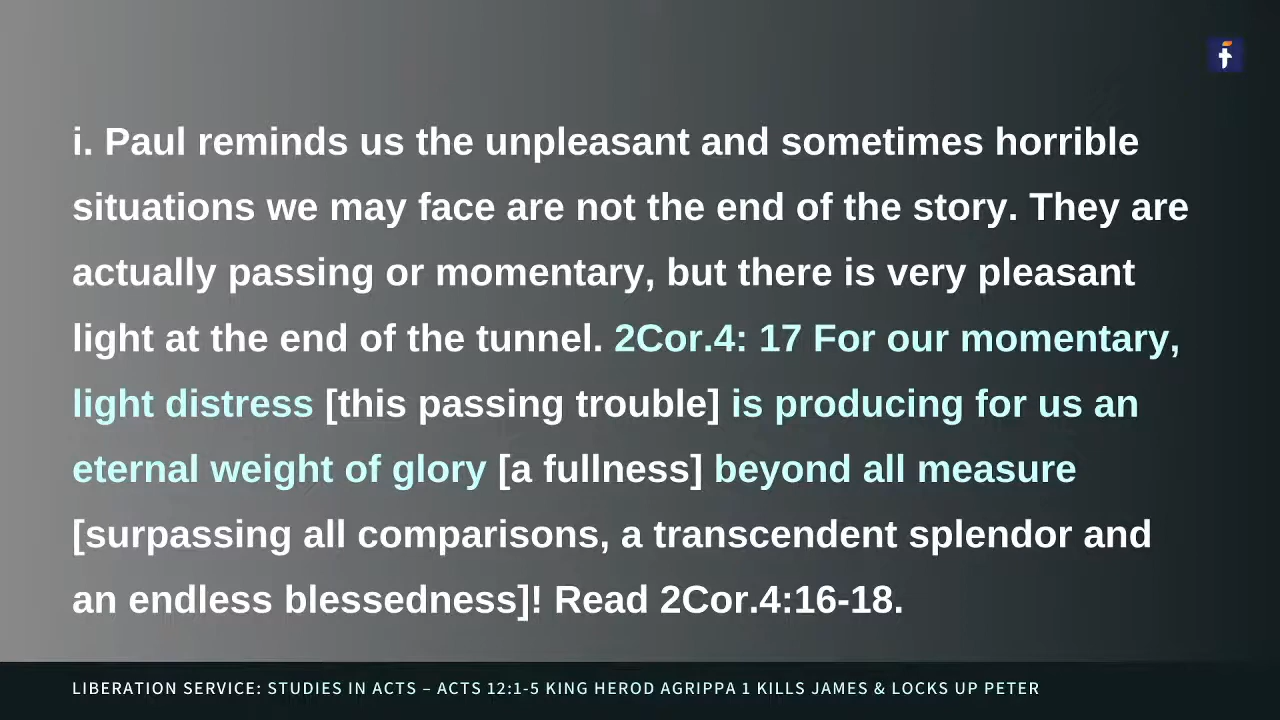 i. Paul reminds us the unpleasant and sometimes horrible
situations we may face are not the end of the story. They are
actually passing or momentary, but there is very pleasant
light at the end of the tunnel. 2Cor.4: 17 For our momentary,
light distress [this passing trouble] is producing for us an
eternal weight of glory [a fullness] beyond all measure
[surpassing all comparisons, a transcendent splendor and
an endless blessedness]! Read 2Cor.4:16-18.
LIBERATION SERVICE: STUDIES IN ACTS – ACTS 12:1-5 KING HEROD AGRIPPA 1 KILLS JAMES & LOCKS UP PETER